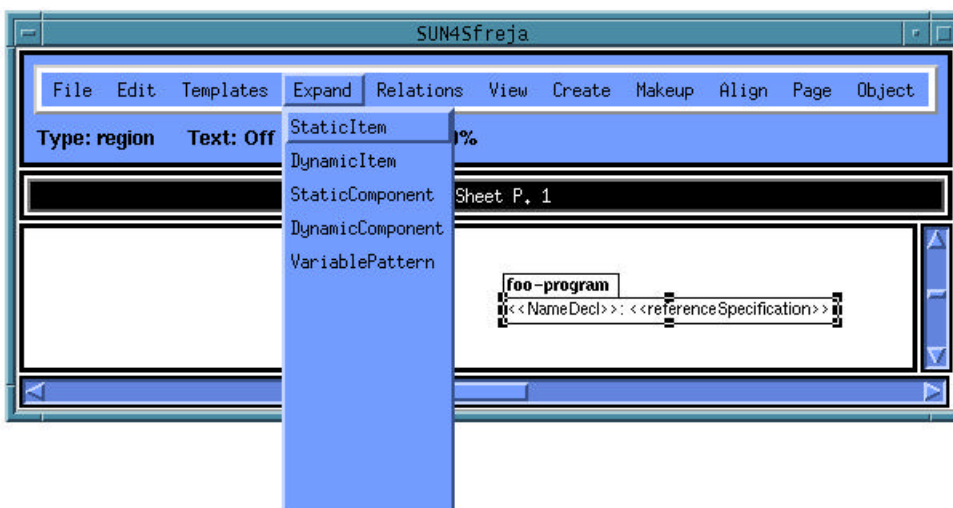 SUN4Sfreja
File Edit Templates Expand Relations View Create Makeup Align Page Object
Type: region Text: Off %
StaticItem
DynamicItem
StaticComponent
Sheet P. 1
DynamicComponent
VariablePattern
foo-program
<<NameDecl>>: <<referenceSpecification>>